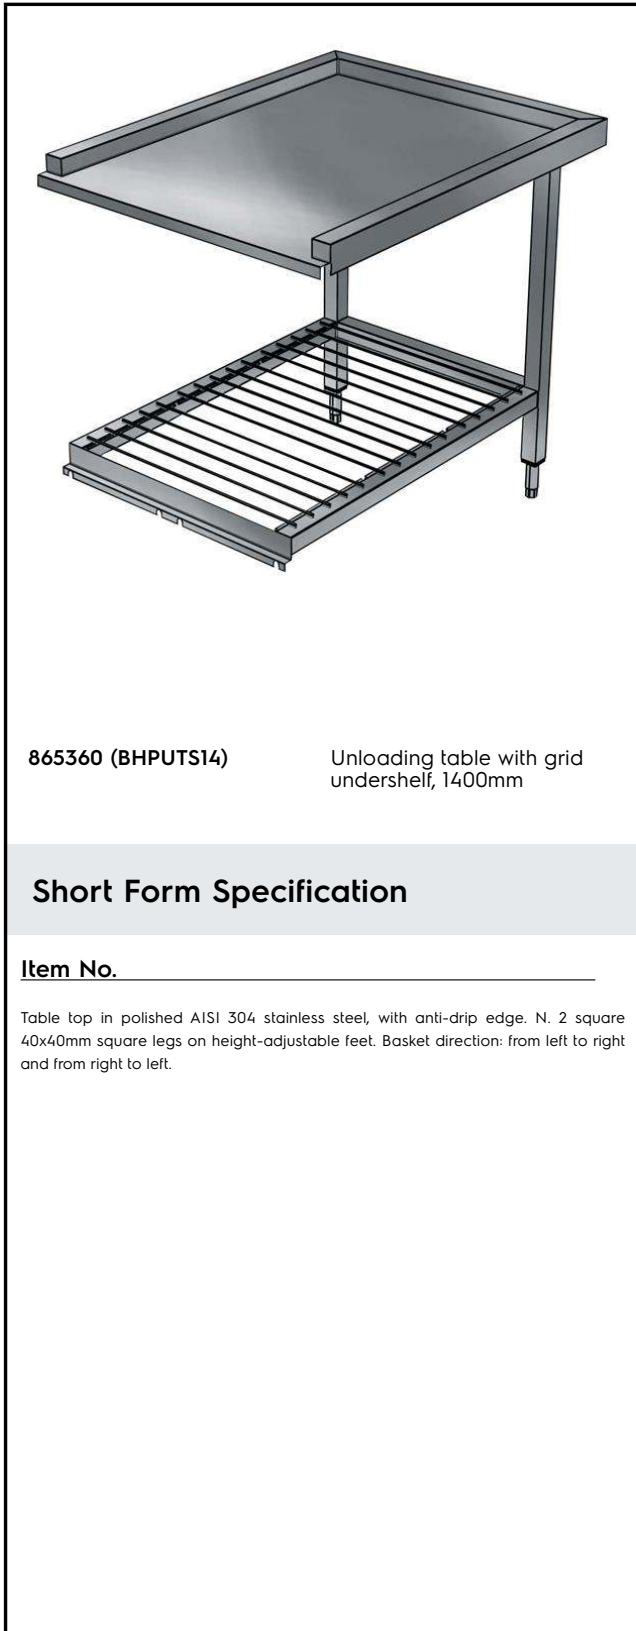 865360 (BHPUTS14)
Unloading table with grid
undershelf, 1400mm
Short Form Specification
Item No.
Table top in polished AISI 304 stainless steel, with anti-drip edge. N. 2 square
40x40mm square legs on height-adjustable feet. Basket direction: from left to right
and from right to left.